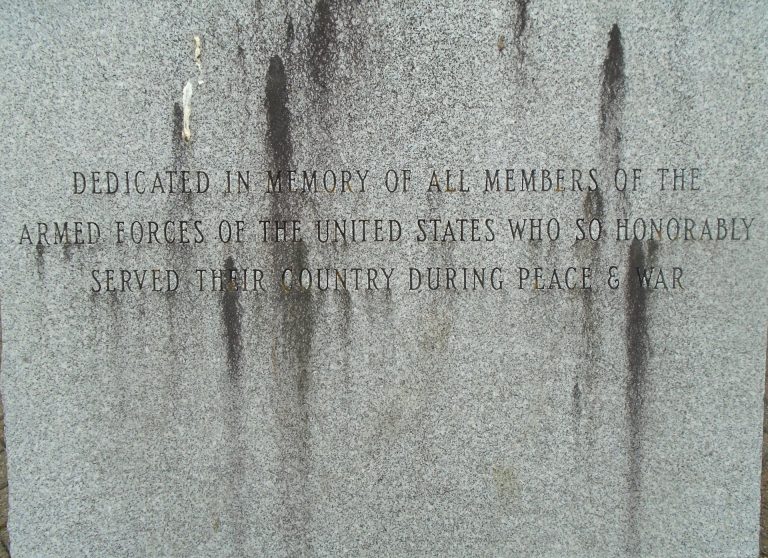 DEDICATED IN MEMORY OF ALL MEMBERS OF THE
ARMED FORCES OF THE UNITED STATES WHO SO HONORABLY
SERVED THEIR COUNTRY DURING PEACE & WAR